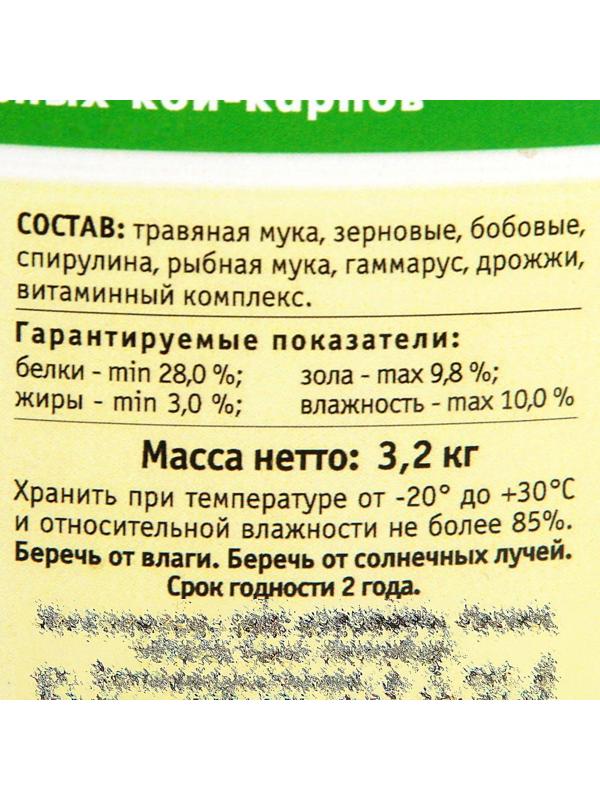 кои-карпов
СОСТАВ: травяная мука, зерновые, бобовые,
спирулина, рыбная мука, гаммарус, дрожжи,
витаминный комплекс.
Гарантируемые показатели:
белки - min 28,0 %; зола - max 9,8 %;
жиры - min 3,0 %; влажность - max 10,0 %
Масса нетто: 3,2 кг
Хранить при температуре от -20° до +30°С
и относительной влажности не более 85%.
Беречь от влаги. Беречь от солнечных лучей.
Срок годности 2 года.